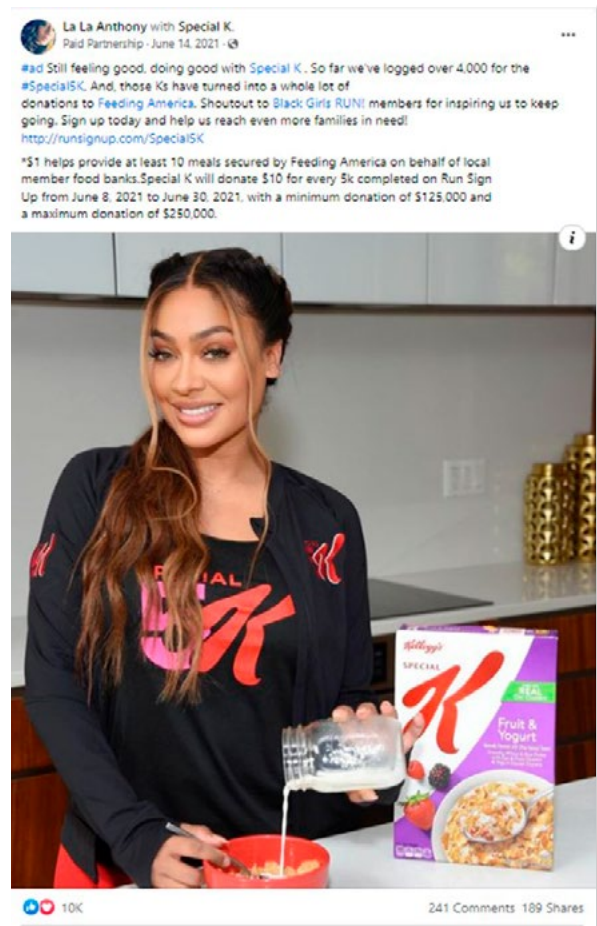 La La Anthony with Special K.
Paid Partnership · June 14, 2021 ·
#ad Still feeling good, doing good with Special K . So far we've logged over 4,000 for the
#Special5K. And, those Ks have turned into a whole lot of
donations to Feeding America. Shoutout to Black Girls RUN! members for inspiring us to keep
going. Sign up today and help us reach even more families in need!
http://runsignup.com/Special5K
*$1 helps provide at least 10 meals secured by Feeding America on behalf of local
member food banks.Special K will donate $10 for every 5k completed on Run Sign
Up from June 8, 2021 to June 30, 2021, with a minimum donation of $125,000 and
a maximum donation of $250,000.
i
IAL
5K
K
Kellogg's
SPECIAL
K
REAL
Fruit &
Yogurt
10K
241 Comments 189 Shares